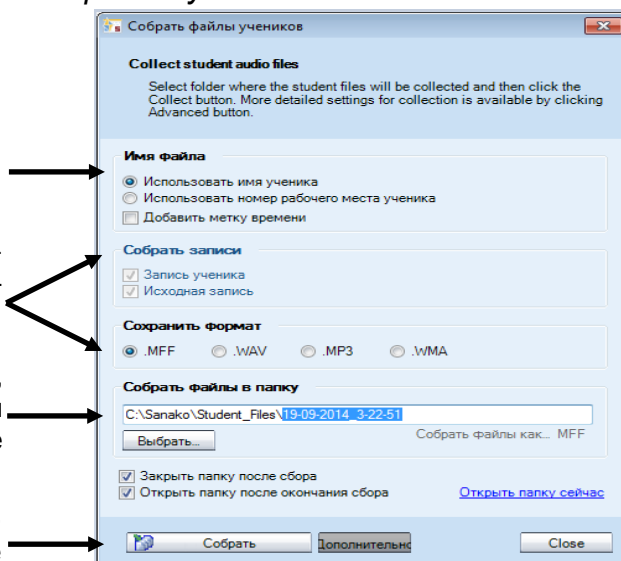 Собрать файлы учеников
Collect student audio files
Select folder where the student files will be collected and then click the
Collect button. More detailed settings for collection is available by clicking
Advanced button.
Имя файла
Использовать имя ученика
Использовать номер рабочего места ученика
Добавить метку времени
Собрать записи
Запись ученика
Исходная запись
Сохранить формат
.MFF .WAV .MP3 .WMA
Собрать файлы в папку
C:\Sanako\Student_Files\19-09-2014_3-22-51
Выбрать... Собрать файлы как... MFF
Закрыть папку после сбора
Открыть папку после окончания сбора Открыть папку сейчас
Собрать Дополнительно Close